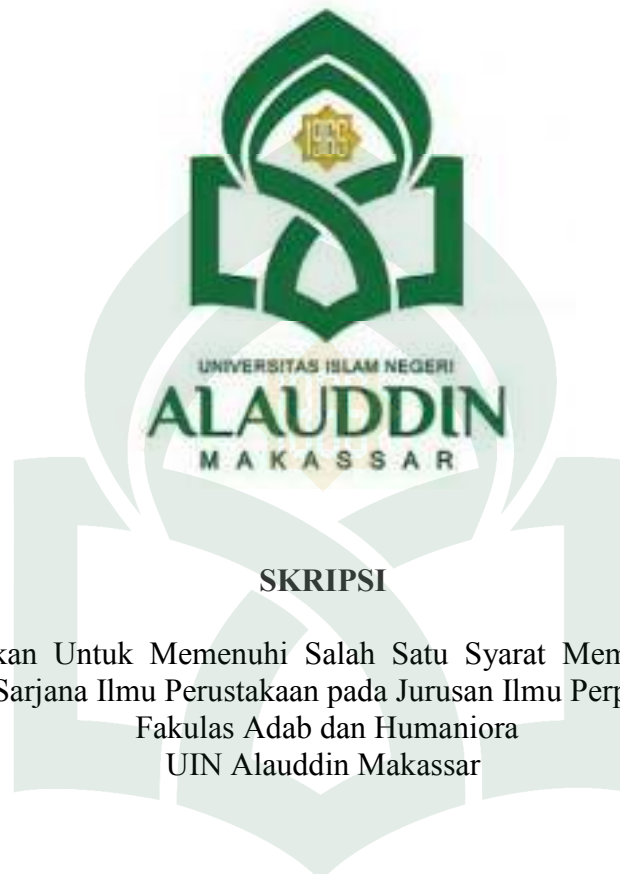 1965
UNIVERSITAS ISLAM NEGERI
ALAUDDIN
MAKASSAR
SKRIPSI
kan Untuk Memenuhi Salah Satu Syarat Mem
Sarjana Ilmu Perustakaan pada Jurusan Ilmu Perp
Fakulas Adab dan Humaniora
UIN Alauddin Makassar